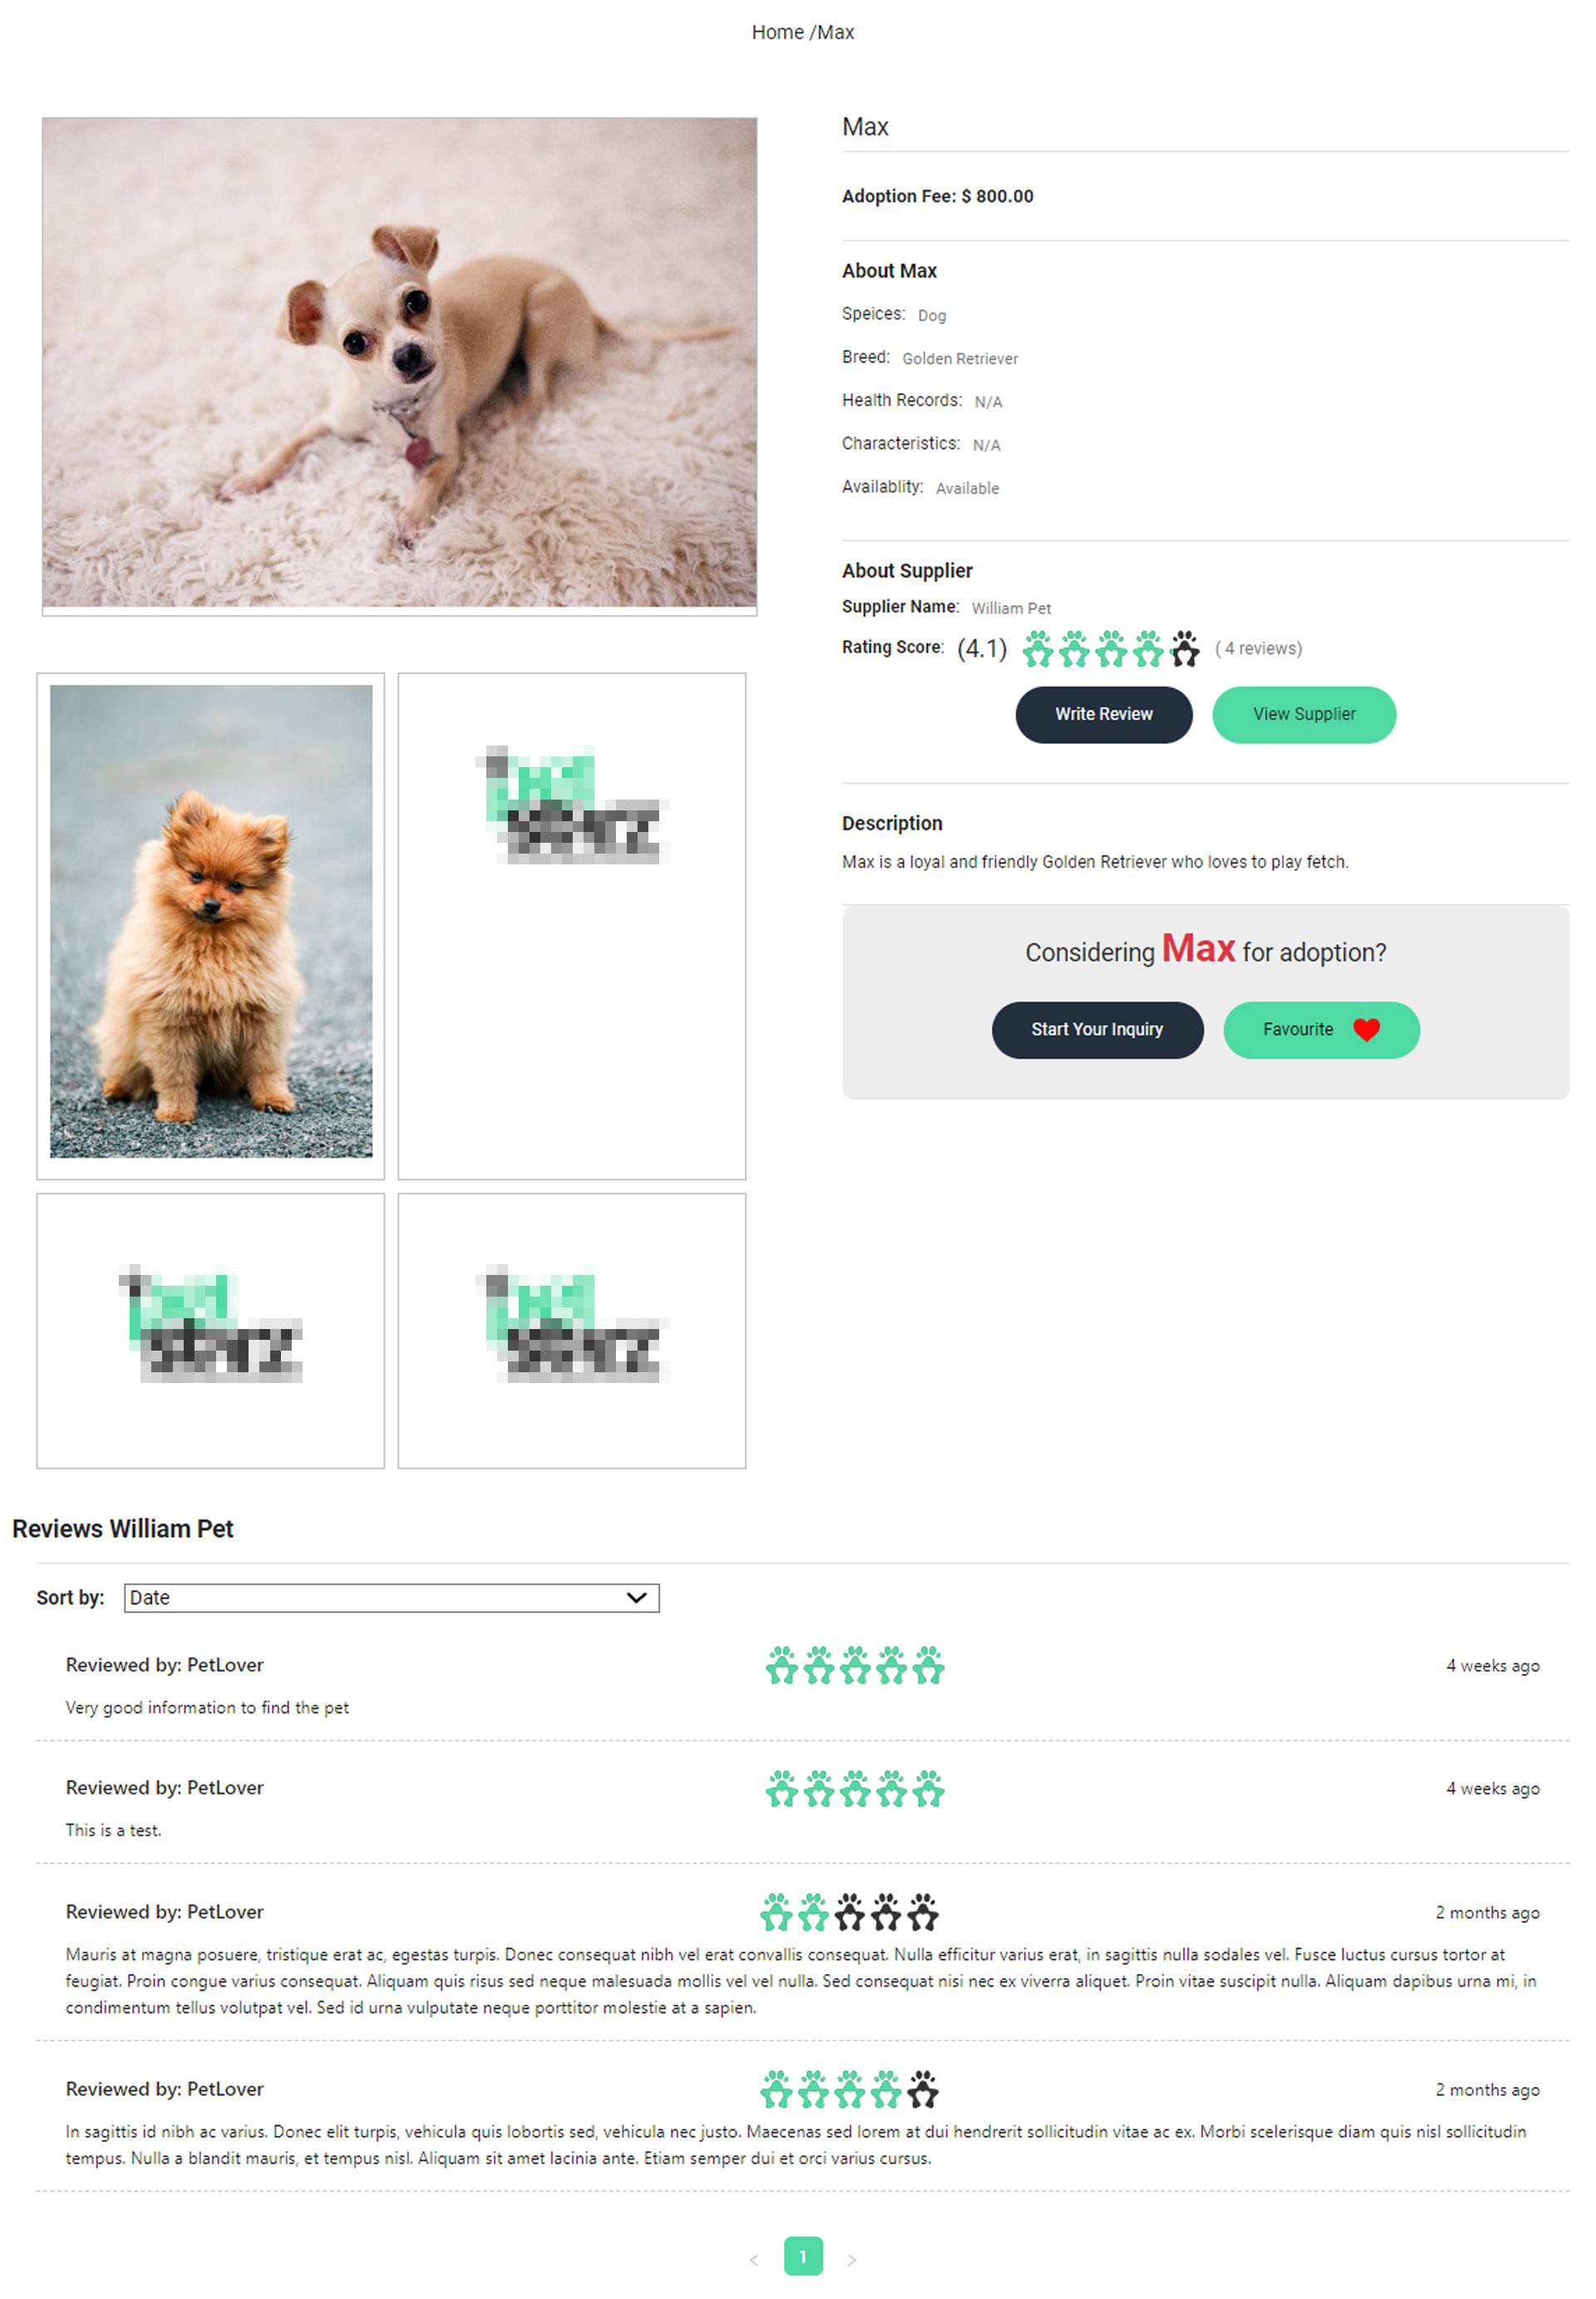 Home /Max
Max
Adoption Fee: $ 800.00
About Max
Speices: Dog
Breed: Golden Retriever
Health Records: N/A
Characteristics: N/A
Availablity: Available
About Supplier
Supplier Name: William Pet
Rating Score: (4.1) ( 4 reviews)
Write Review View Supplier
Description
Max is a loyal and friendly Golden Retriever who loves to play fetch.
Considering Max for adoption?
Start Your Inquiry Favourite
Reviews William Pet
Sort by: Date
Reviewed by: PetLover 4 weeks ago
Very good information to find the pet
Reviewed by: PetLover 4 weeks ago
This is a test.
Reviewed by: PetLover 2 months ago
Mauris at magna posuere, tristique erat ac, egestas turpis. Donec consequat nibh vel erat convallis consequat. Nulla efficitur varius erat, in sagittis nulla sodales vel. Fusce luctus cursus tortor at
feugiat. Proin congue varius consequat. Aliquam quis risus sed neque malesuada mollis vel vel nulla. Sed consequat nisi nec ex viverra aliquet. Proin vitae suscipit nulla. Aliquam dapibus urna mi, in
condimentum tellus volutpat vel. Sed id urna vulputate neque porttitor molestie at a sapien.
Reviewed by: PetLover 2 months ago
In sagittis id nibh ac varius. Donec elit turpis, vehicula quis lobortis sed, vehicula nec justo. Maecenas sed lorem at dui hendrerit sollicitudin vitae ac ex. Morbi scelerisque diam quis nisl sollicitudin
tempus. Nulla a blandit mauris, et tempus nisl. Aliquam sit amet lacinia ante. Etiam semper dui et orci varius cursus.
< 1 >